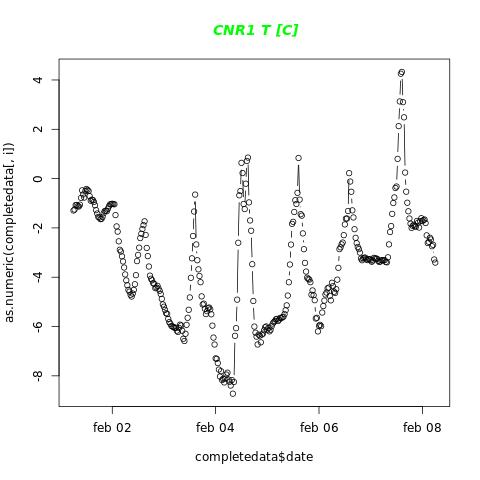 CNR1 T [C]
as.numeric(completedata[, i])
4
2
0
-2
-4
-6
-8
feb 02 feb 04 feb 06 feb 08
completedata$date